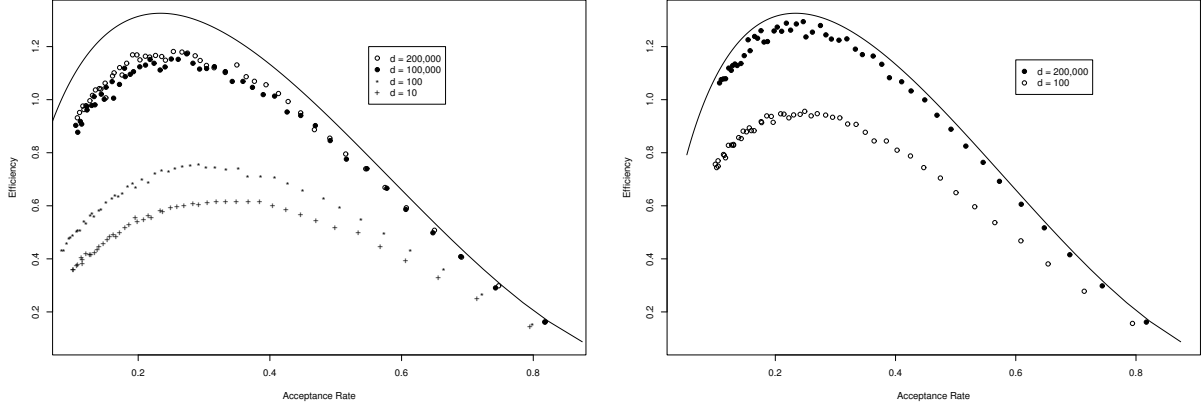 Efficiency
1.2
1.0
0.8
0.6
0.4
0.2
d = 200,000
d = 100,000
d = 100
d = 10
0.2 0.4 0.6 0.8
Acceptance Rate
Efficiency
1.2
1.0
0.8
0.6
0.4
0.2
d = 200,000
d = 100
0.2 0.4 0.6 0.8
Acceptance Rate